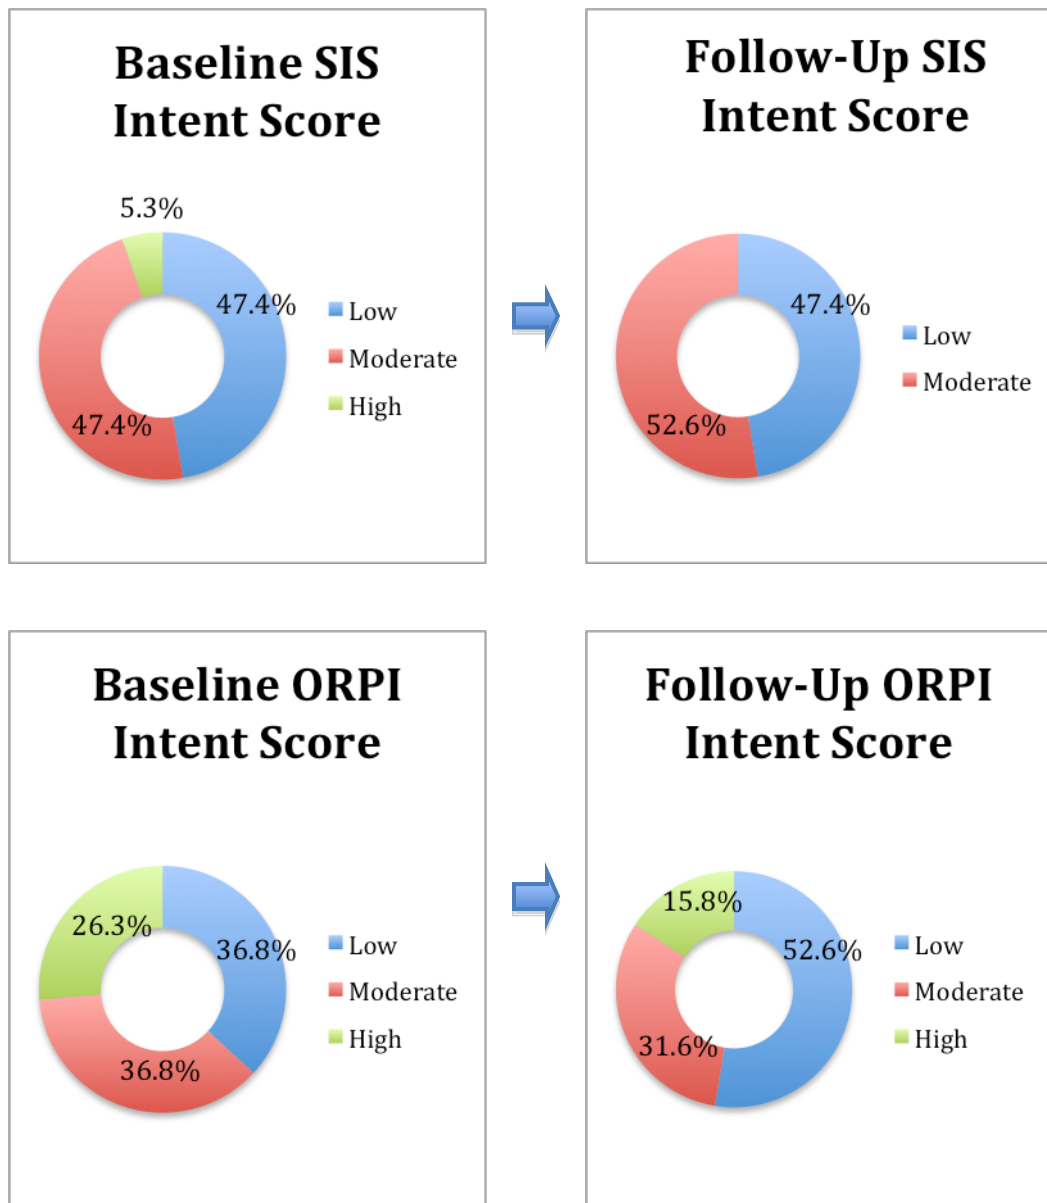 Baseline SIS
Intent Score
5.3%
47.4%
47.4%
Low
Moderate
High
Follow-Up SIS
Intent Score
47.4%
52.6%
Low
Moderate
Baseline ORPI
Intent Score
26.3%
36.8%
36.8%
Low
Moderate
High
Follow-Up ORPI
Intent Score
15.8%
52.6%
31.6%
Low
Moderate
High